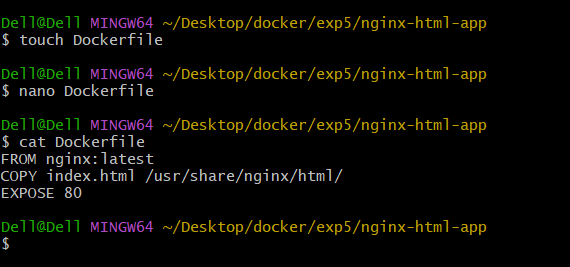 Dell@Dell MINGW64 ~/Desktop/docker/exp5/nginx-html-app
$ touch Dockerfile
Dell@Dell MINGW64 ~/Desktop/docker/exp5/nginx-html-app
$ nano Dockerfile
Dell@Dell MINGW64 ~/Desktop/docker/exp5/nginx-html-app
$ cat Dockerfile
FROM nginx:latest
COPY index.html /usr/share/nginx/html/
EXPOSE 80
Dell@Dell MINGW64 ~/Desktop/docker/exp5/nginx-html-app
$